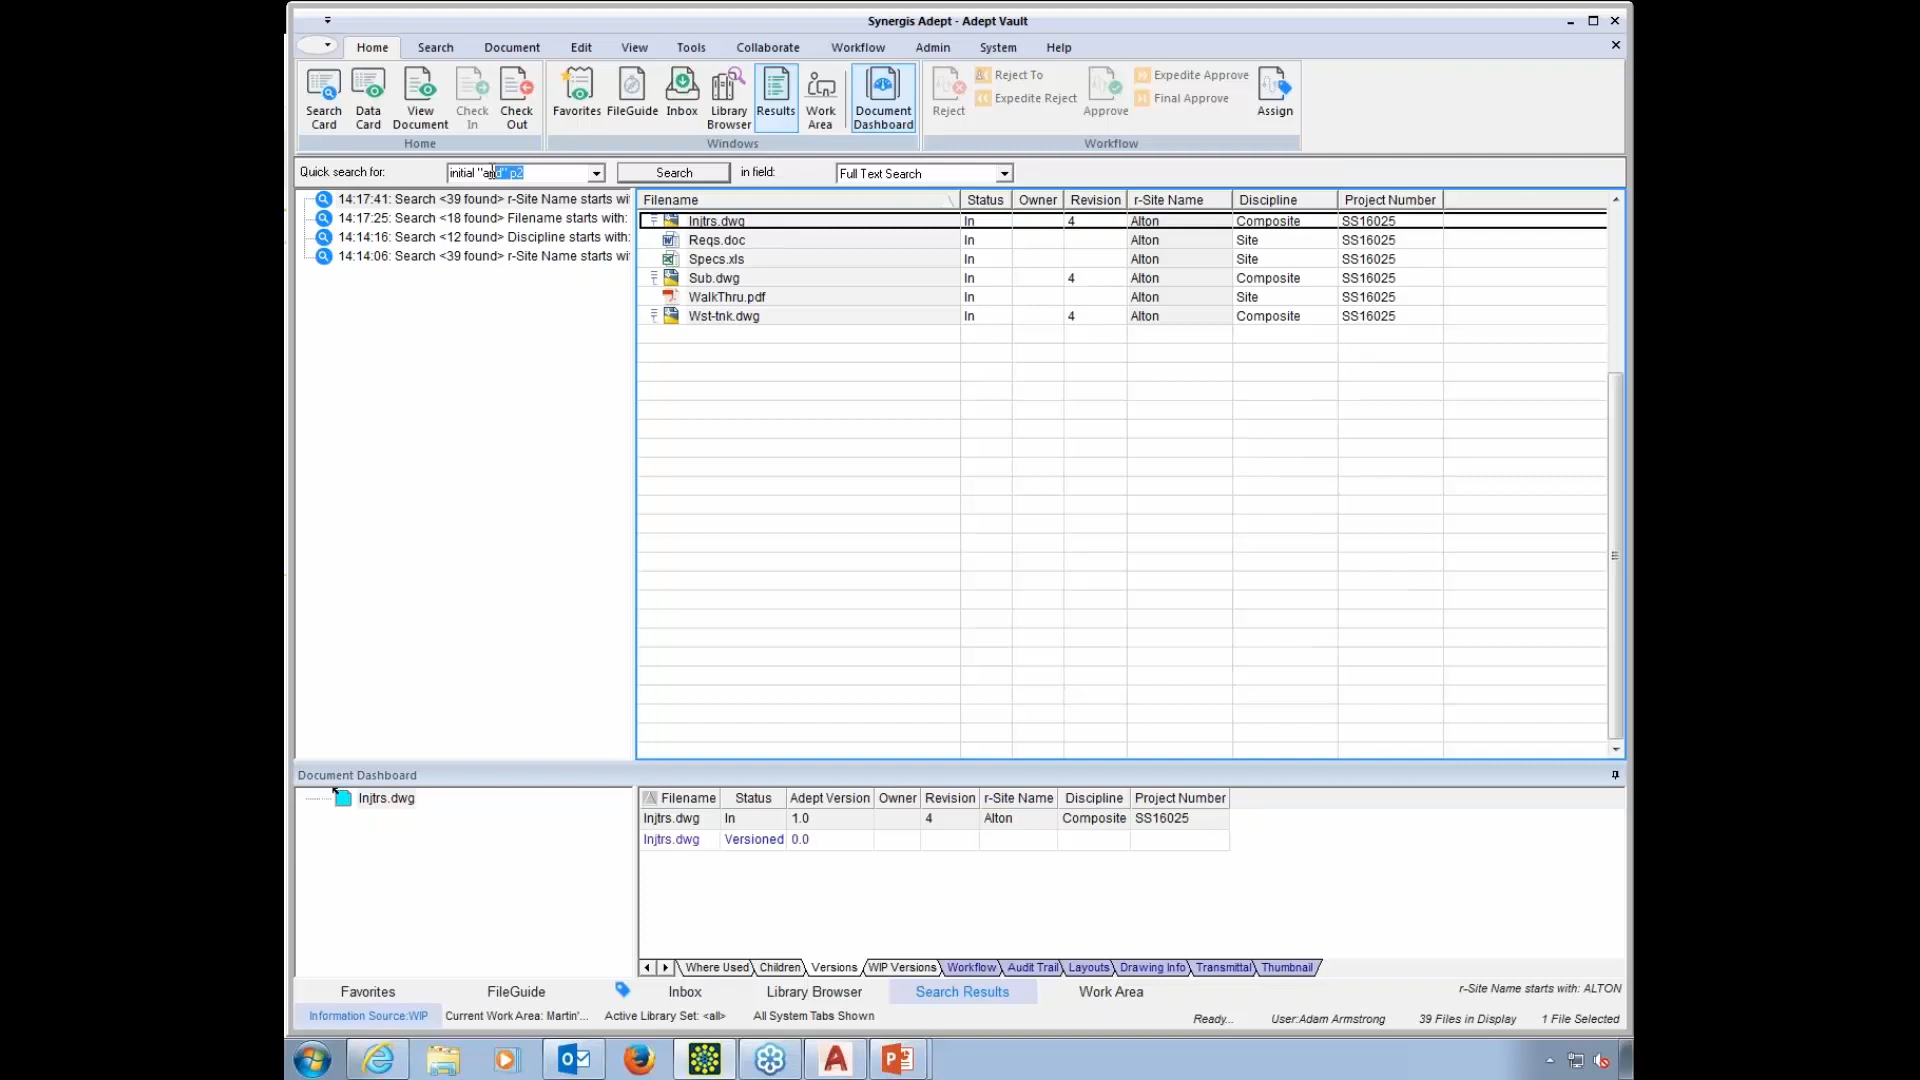 Synergis Adept - Adept Vault
Home Search Document Edit View Tools Collaborate Workflow Admin System Help
Search Card
Data Card
View Document
Check In
Check Out
Home
Favorites
FileGuide
Inbox
Library Browser
Results
Work Area
Document Dashboard
Windows
Reject
Reject To
Expedite Reject
Approve
Expedite Approve
Final Approve
Assign
Workflow
Quick search for: initial "and" p2 Search in field: Full Text Search
14:17:41: Search <39 found> r-Site Name starts wi
14:17:25: Search <18 found> Filename starts with:
14:14:16: Search <12 found> Discipline starts with:
14:14:06: Search <39 found> r-Site Name starts wi
Filename Status Owner Revision r-Site Name Discipline Project Number
Injtrs.dwg In 4 Alton Composite SS16025
Reqs.doc In Alton Site SS16025
Specs.xls In Alton Site SS16025
Sub.dwg In 4 Alton Composite SS16025
WalkThru.pdf In Alton Site SS16025
Wst-tnk.dwg In 4 Alton Composite SS16025
Document Dashboard
Injtrs.dwg
Filename Status Adept Version Owner Revision r-Site Name Discipline Project Number
Injtrs.dwg In 1.0 4 Alton Composite SS16025
Injtrs.dwg Versioned 0.0
Where Used Children Versions WIP Versions Workflow Audit Trail Layouts Drawing Info Transmittal Thumbnail
Favorites FileGuide Inbox Library Browser Search Results Work Area r-Site Name starts with: ALTON
Information Source:WIP Current Work Area: Martin'... Active Library Set: <all> All System Tabs Shown Ready... User:Adam Armstrong 39 Files in Display 1 File Selected